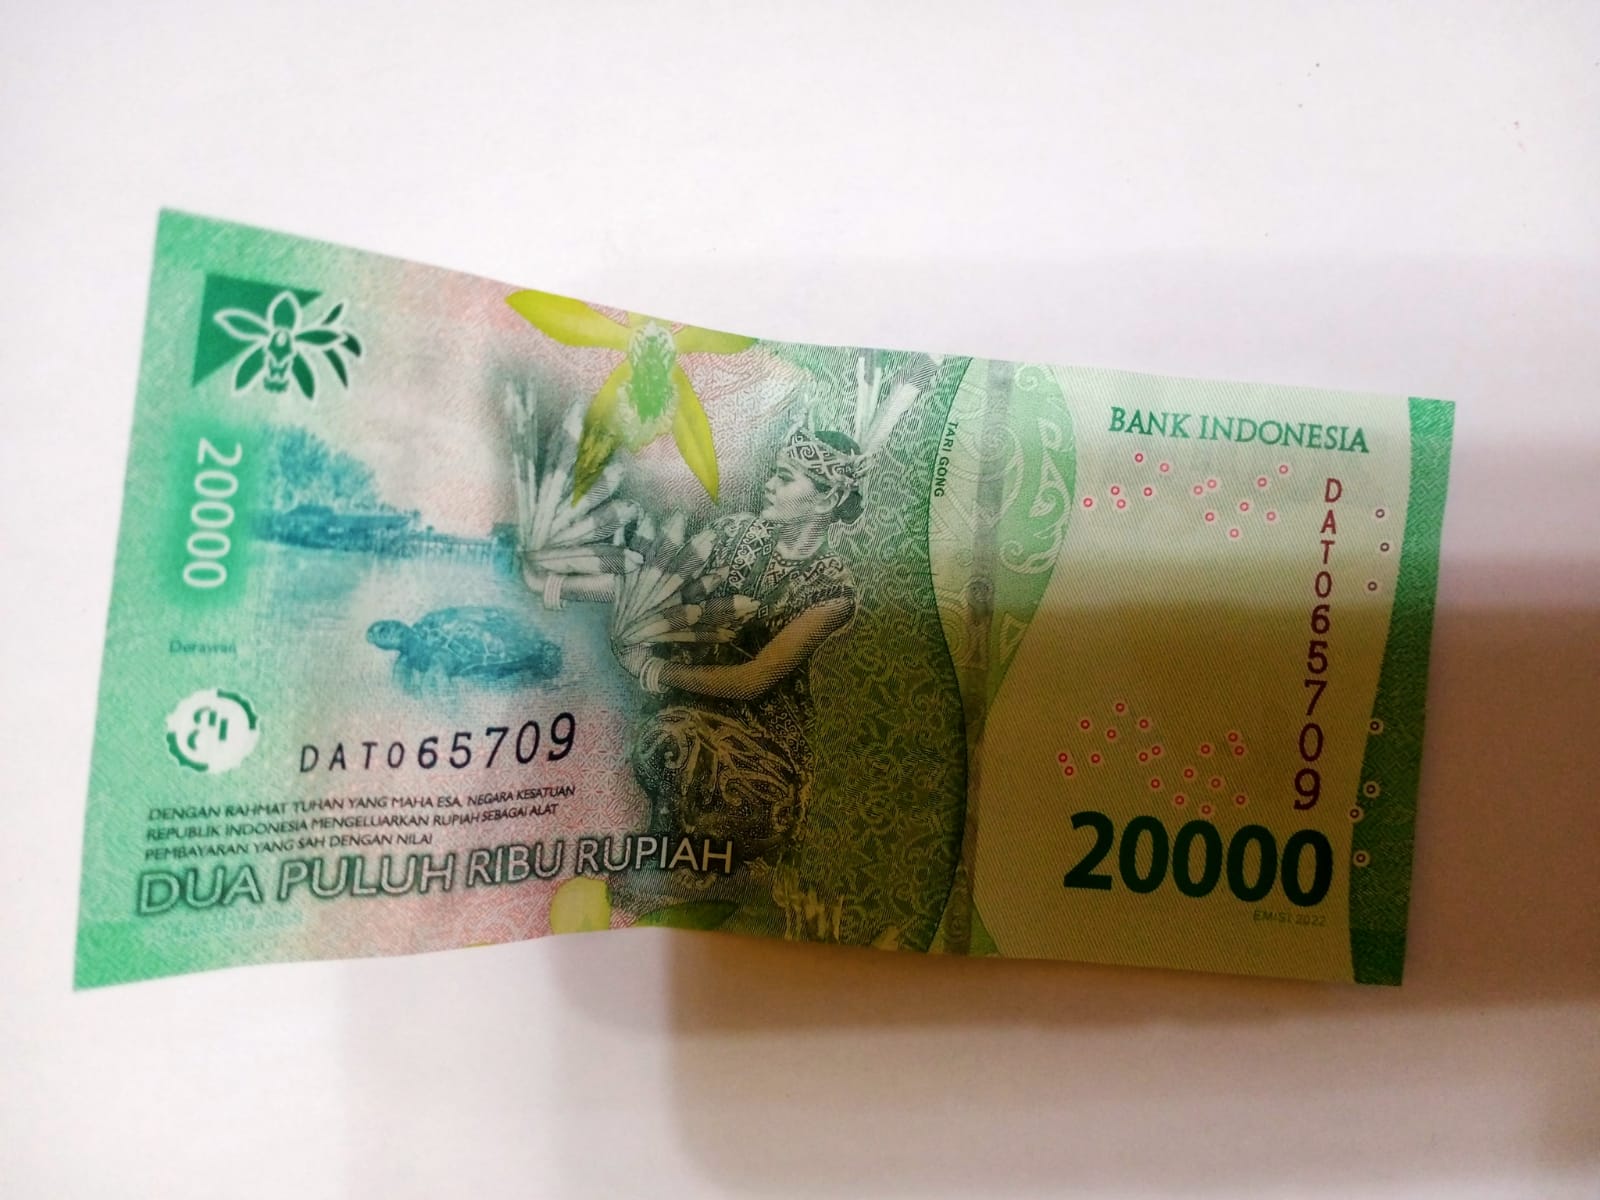 20000
Derawan
DAT065709
DENGAN RAHMAT TUHAN YANG MAHA ESA, NEGARA KESATUAN
REPUBLIK INDONESIA MENGELUARKAN RUPIAH SEBAGAI ALAT
PEMBAYARAN YANG SAH DENGAN NILAI
DUA PULUH RIBU RUPIAH
TARI GONG
BANK INDONESIA
DAT065709
20000
EMISI 2022